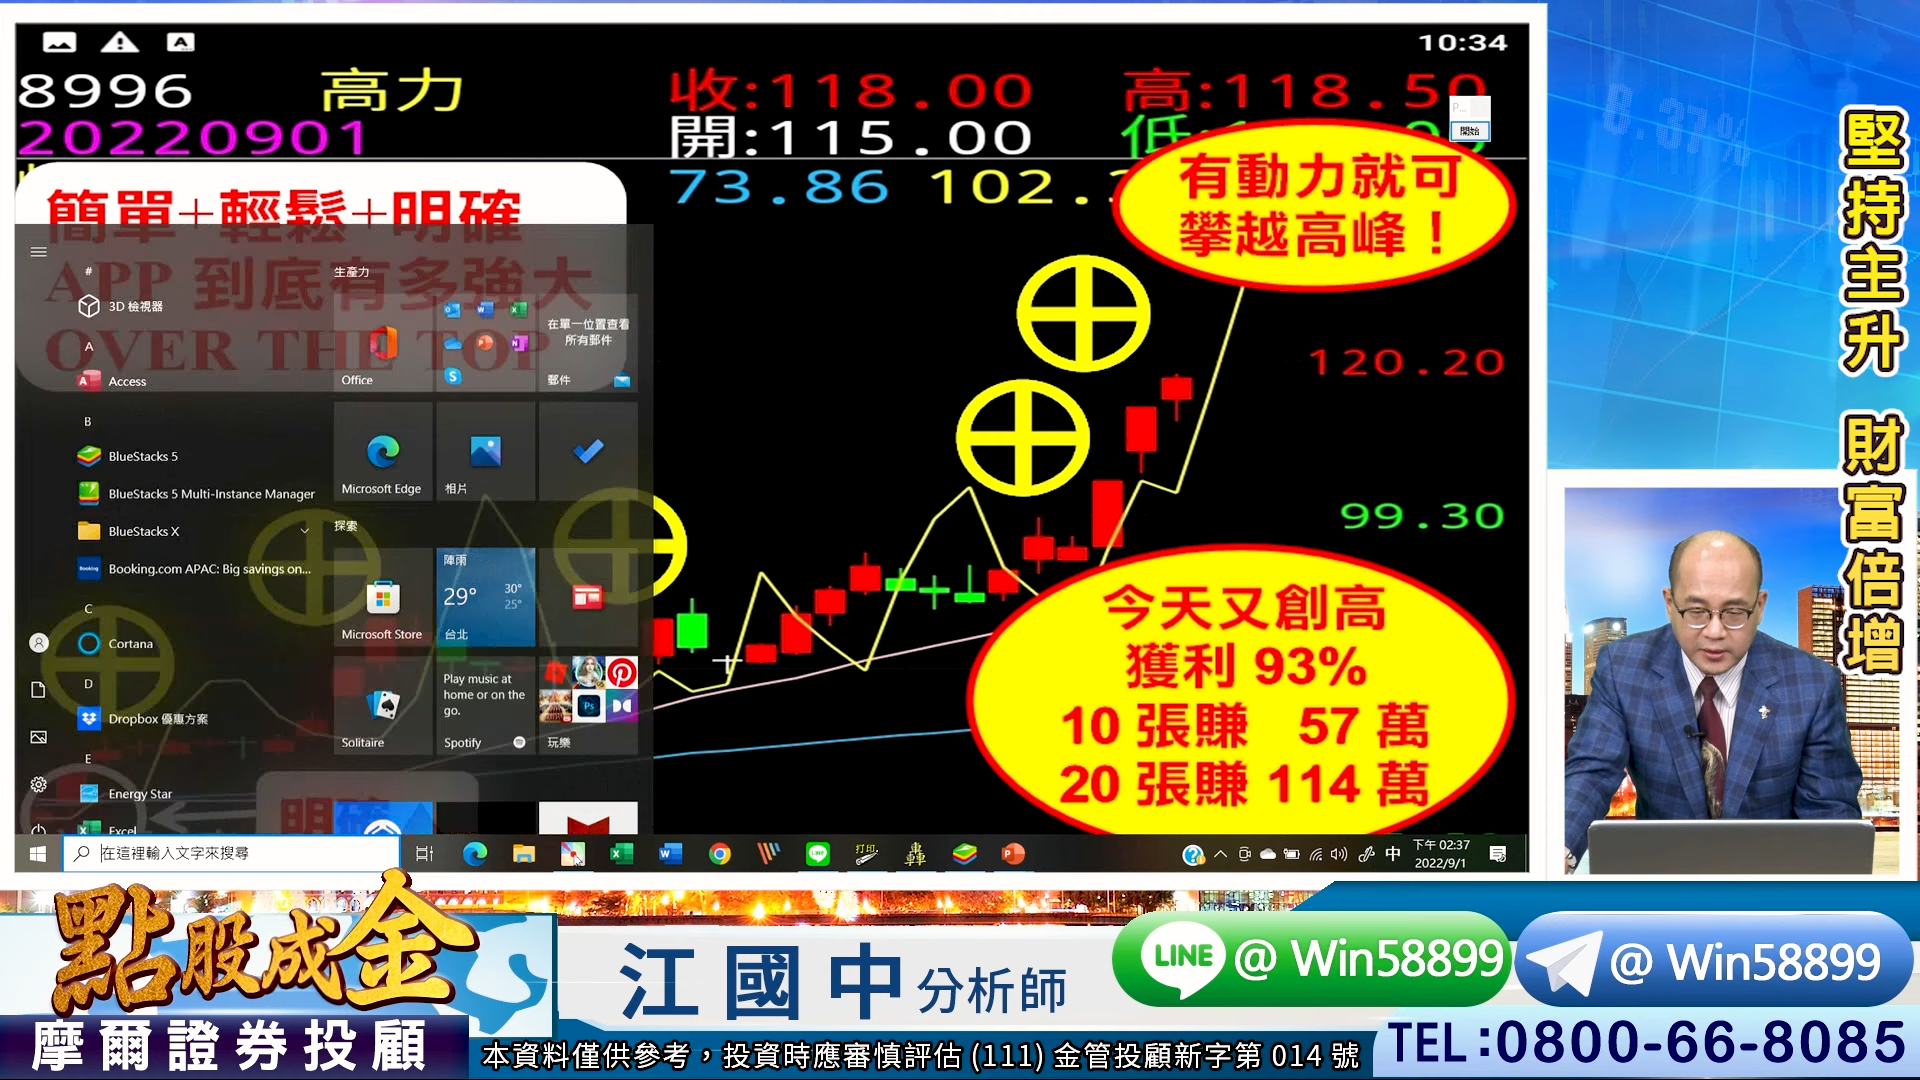 10:34
8996 高力 收:118.00 高:118.50
20220901 開:115.00 低:
開始
73.86 102.
有動力就可
攀越高峰！
簡單+輕鬆+明確
APP 到底有多強大
OVER THE TOP
120.20
99.30
今天又創高
獲利 93%
10 張賺 57 萬
20 張賺 114 萬
#
3D 檢視器
A
Access
B
BlueStacks 5
BlueStacks 5 Multi-Instance Manager
BlueStacks X
Booking.com APAC: Big savings on...
C
Cortana
D
Dropbox 優惠方案
E
Energy Star
Excel
生產力
Office
在單一位置查看
所有郵件
郵件
Microsoft Edge
相片
探索
Microsoft Store
陣雨
29° 30°
25°
台北
Solitaire
Play music at
home or on the
go.
Spotify
玩樂
明確
在這裡輸入文字來搜尋
打印
中
下午 02:37
2022/9/1
堅持主升 財富倍增
點股成金
摩爾證券投顧
江國中 分析師
LINE @ Win58899
@ Win58899
TEL:0800-66-8085
本資料僅供參考，投資時應審慎評估 (111) 金管投顧新字第 014 號